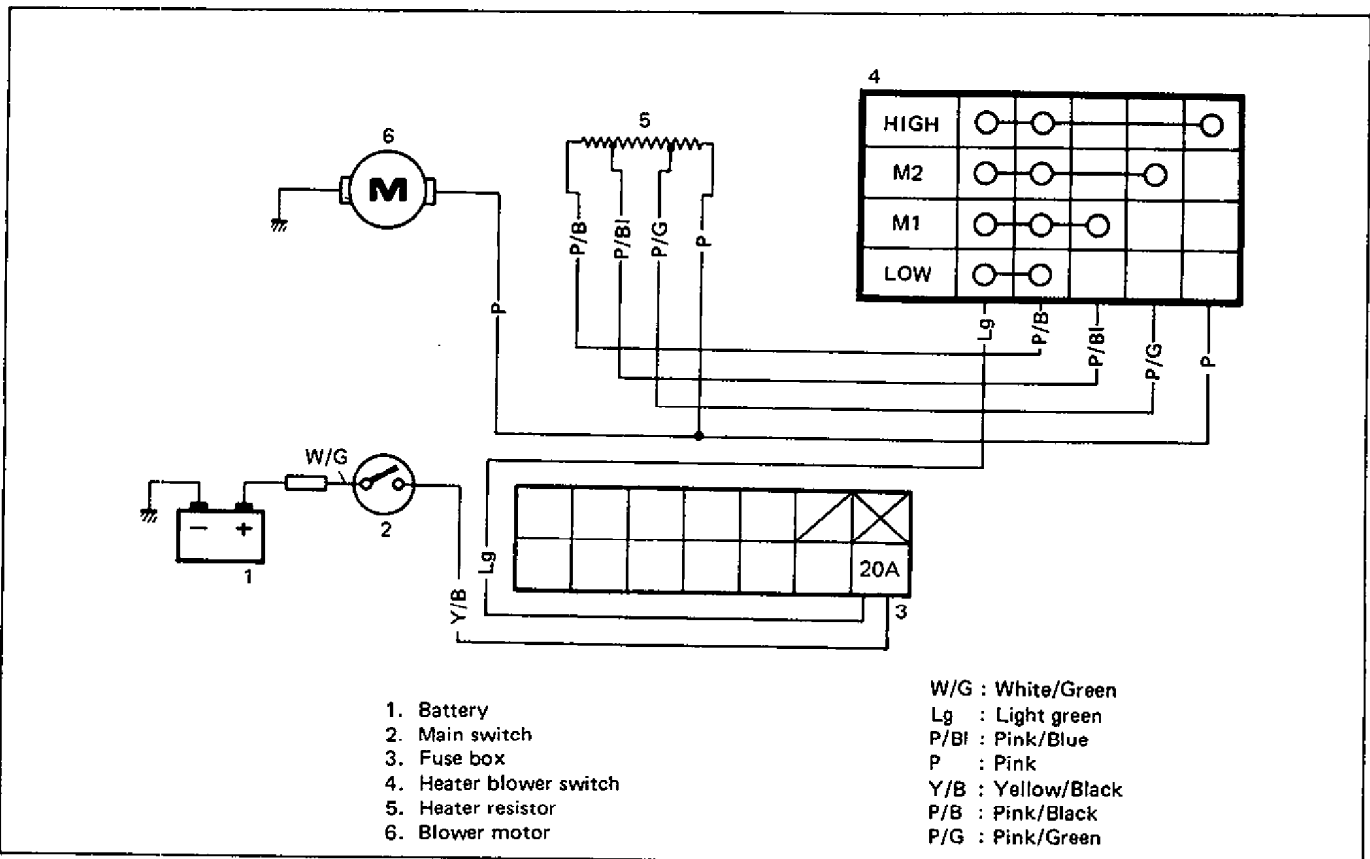 4
HIGH
M2
M1
LOW
5
6
M
P/B
P/Bl
P/G
P
P
Lg
P/B
P/Bl
P/G
P
W/G
2
− +
1
Lg
Y/B
20A
3
1. Battery
2. Main switch
3. Fuse box
4. Heater blower switch
5. Heater resistor
6. Blower motor
W/G : White/Green
Lg : Light green
P/Bl : Pink/Blue
P : Pink
Y/B : Yellow/Black
P/B : Pink/Black
P/G : Pink/Green